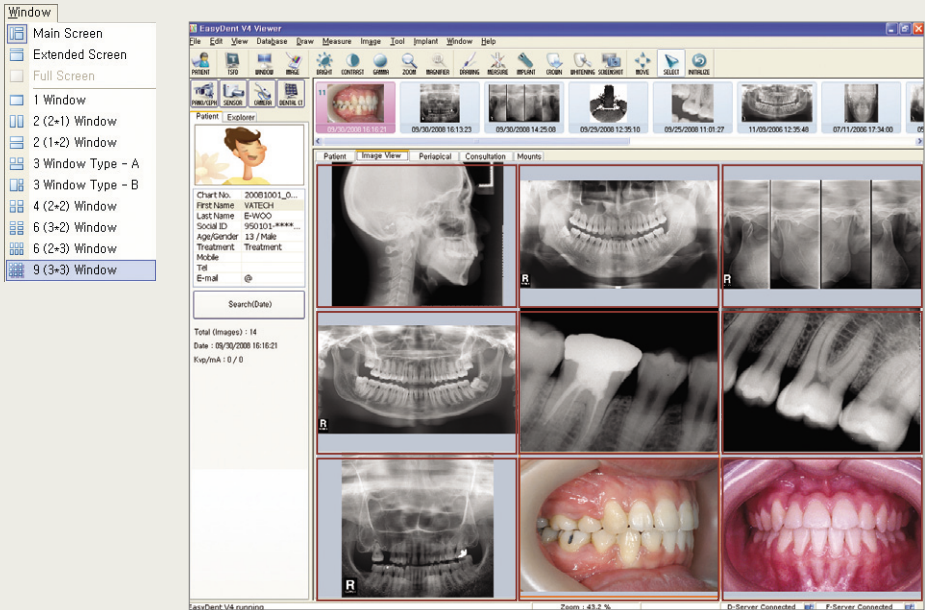 Window
Main Screen
Extended Screen
Full Screen
1 Window
2 (2*1) Window
2 (1*2) Window
3 Window Type - A
3 Window Type - B
4 (2*2) Window
6 (3*2) Window
6 (2*3) Window
9 (3*3) Window
EasyDent V4 Viewer
File Edit View Database Draw Measure Image Tool Implant Window Help
PATIENT TSFO WINDOW IMAGE BRIGHT CONTRAST GAMMA ZOOM MAGNIFIER DRAWING MEASURE IMPLANT CROWN WHITENING SCREENSHOT MOVE SELECT INITIALIZE
PANO/CEPH SENSOR CAMERA DENTAL CT
11
09/30/2008 16:16:21 09/30/2008 16:13:23 09/30/2008 14:25:08 09/29/2008 12:35:10 09/25/2008 11:01:27 11/09/2006 12:35:48 07/11/2006 17:34:00
Patient Explorer
Patient Image View Periapical Consultation Mounts
Chart No. 20081001_0...
First Name VATECH
Last Name E-WOO
Social ID 950101-****...
Age/Gender 13 / Male
Treatment Treatment
Mobile
Tel
E-mail @
Search(Date)
Total (Images) : 14
Date : 09/30/2008 16:16:21
Kvp/mA : 0 / 0
R
R
R
R
EasyDent V4 running Zoom : 43.2 % D-Server Connected F-Server Connected